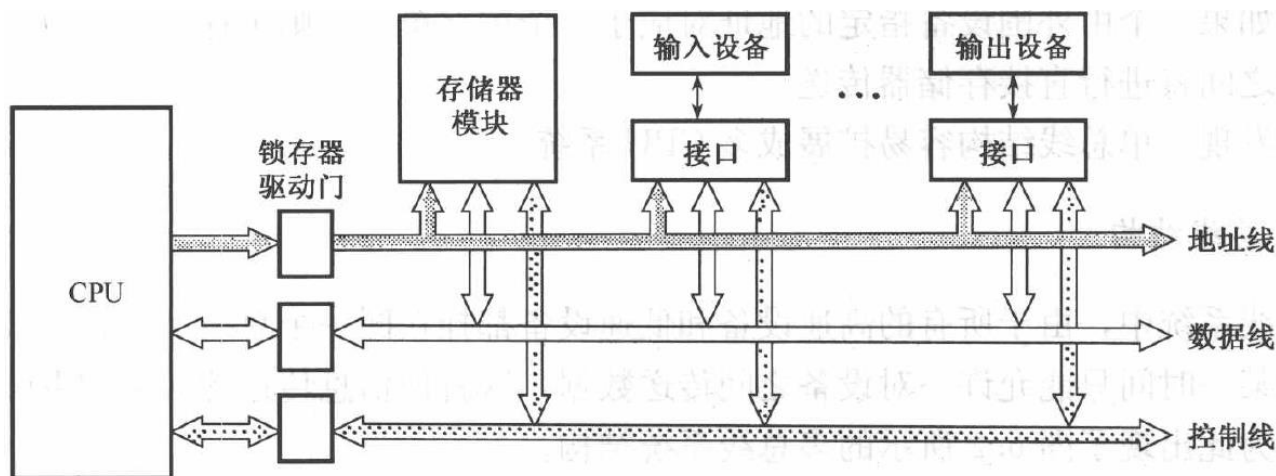 存储器
模块
输入设备
输出设备
...
接口
接口
锁存器
驱动门
CPU
地址线
数据线
控制线